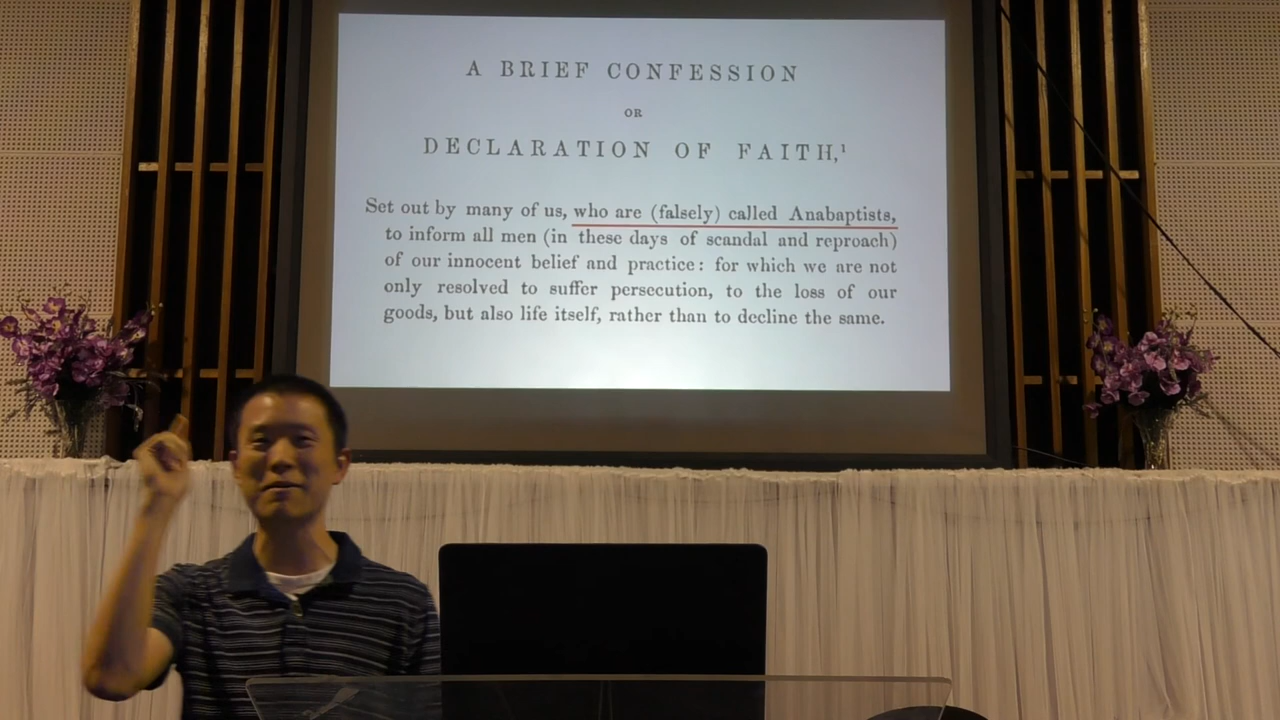 A BRIEF CONFESSION
OR
DECLARATION OF FAITH,¹
Set out by many of us, who are (falsely) called Anabaptists,
to inform all men (in these days of scandal and reproach)
of our innocent belief and practice: for which we are not
only resolved to suffer persecution, to the loss of our
goods, but also life itself, rather than to decline the same.